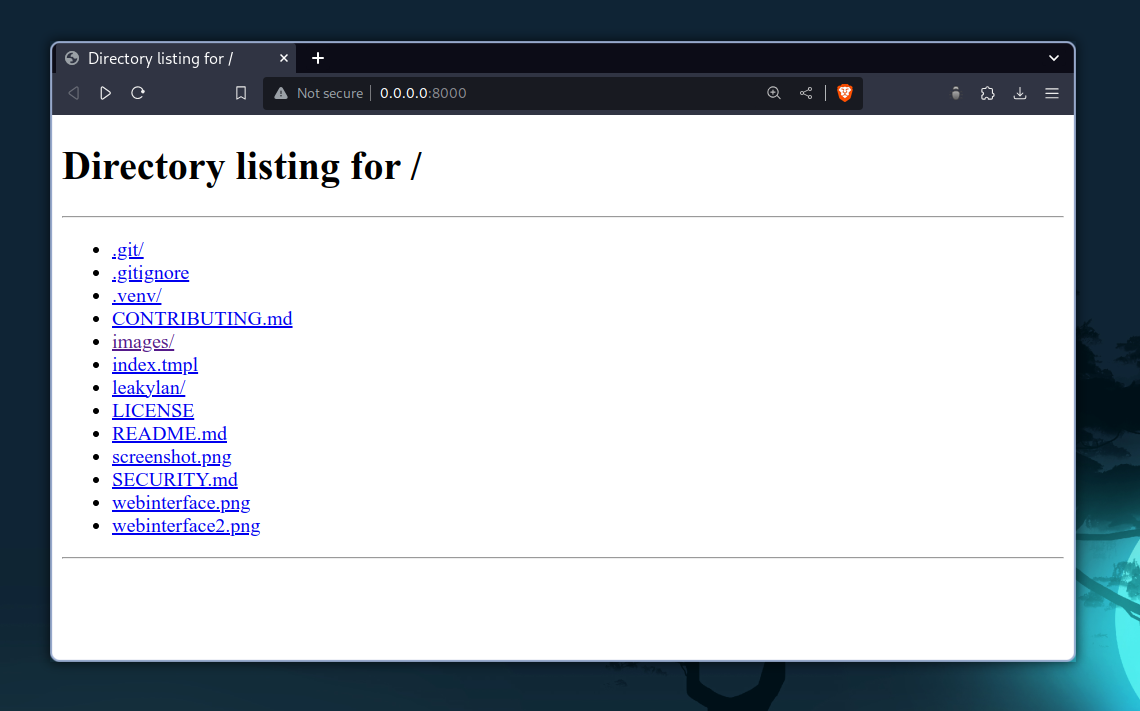 Directory listing for /
Not secure 0.0.0.0:8000
Directory listing for /
.git/
.gitignore
.venv/
CONTRIBUTING.md
images/
index.tmpl
leakylan/
LICENSE
README.md
screenshot.png
SECURITY.md
webinterface.png
webinterface2.png